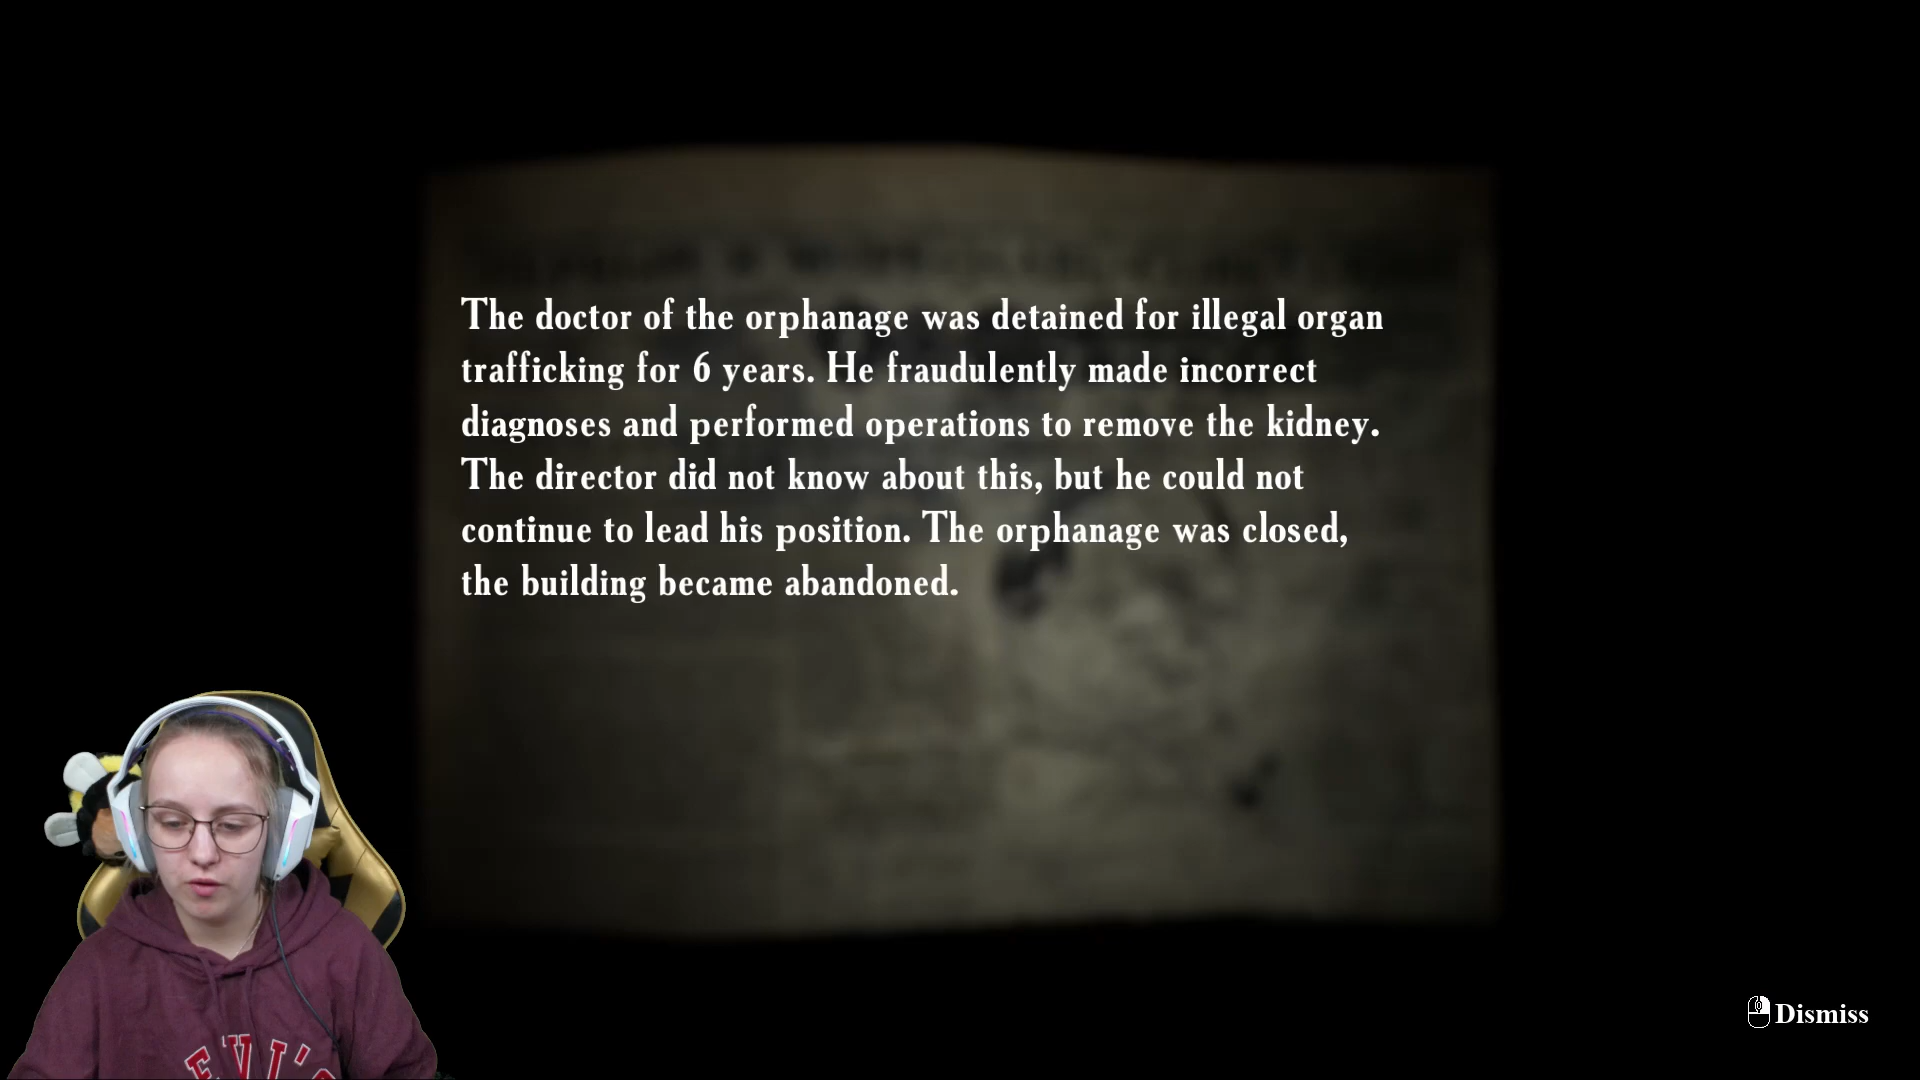 The doctor of the orphanage was detained for illegal organ
trafficking for 6 years. He fraudulently made incorrect
diagnoses and performed operations to remove the kidney.
The director did not know about this, but he could not
continue to lead his position. The orphanage was closed,
the building became abandoned.
Dismiss